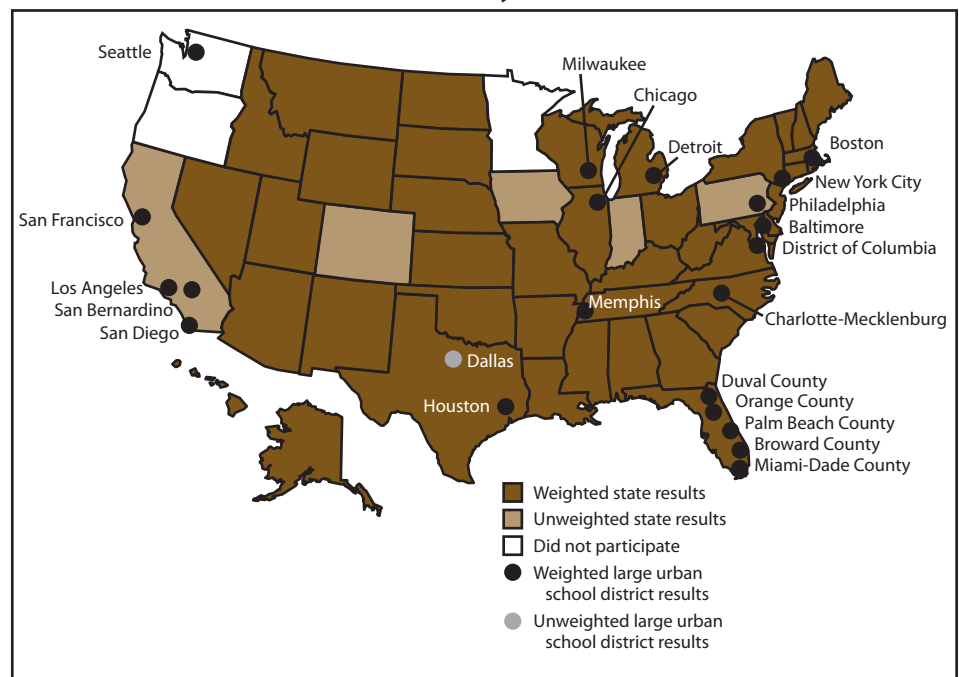 Seattle
Milwaukee
Chicago
Detroit
Boston
New York City
Philadelphia
Baltimore
District of Columbia
San Francisco
Los Angeles
San Bernardino
San Diego
Memphis
Charlotte-Mecklenburg
Dallas
Houston
Duval County
Orange County
Palm Beach County
Broward County
Miami-Dade County
Weighted state results
Unweighted state results
Did not participate
Weighted large urban
school district results
Unweighted large urban
school district results